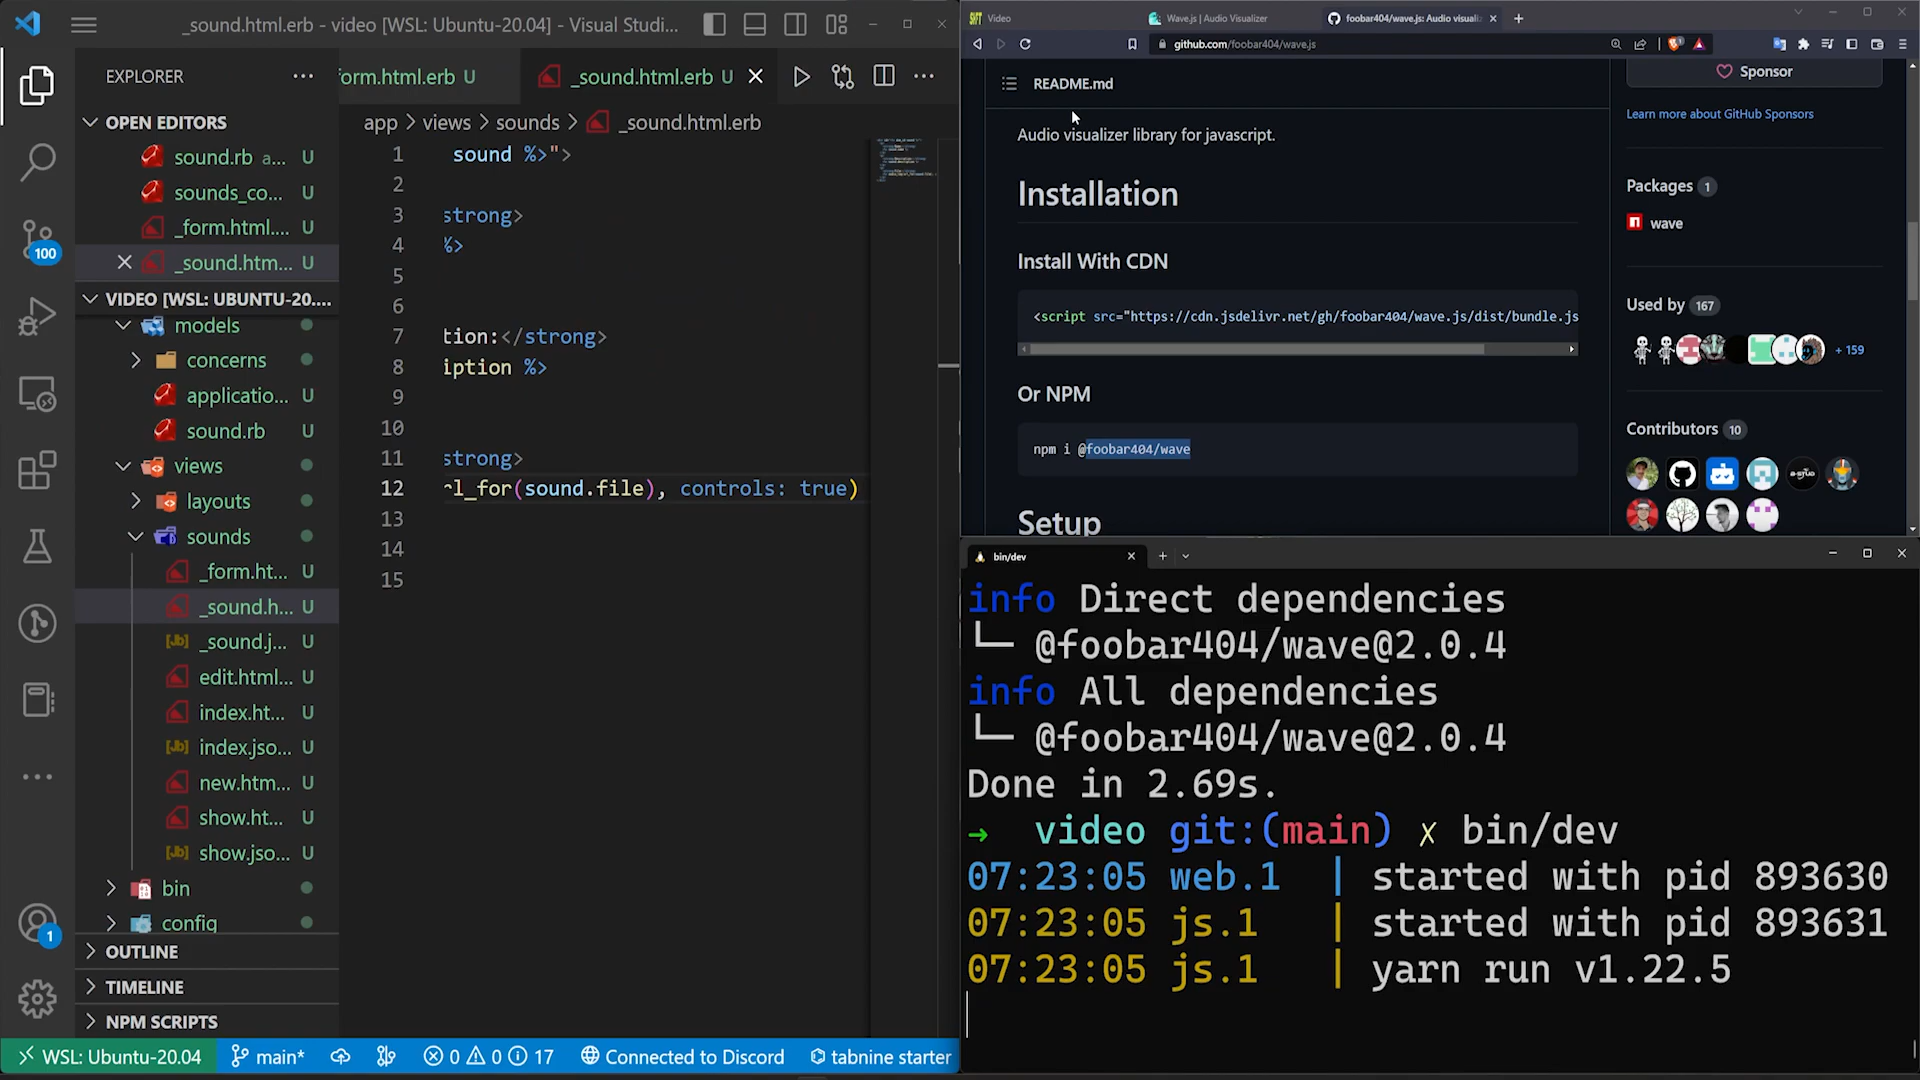 _sound.html.erb - video [WSL: Ubuntu-20.04] - Visual Studi...
EXPLORER
OPEN EDITORS
sound.rb a... U
sounds_co... U
_form.html.... U
_sound.htm... U
VIDEO [WSL: UBUNTU-20....
models
concerns
applicatio... U
sound.rb U
views
layouts
sounds
_form.ht... U
_sound.h... U
_sound.j... U
edit.html... U
index.ht... U
index.jso... U
new.htm... U
show.ht... U
show.jso... U
bin
config
OUTLINE
TIMELINE
NPM SCRIPTS
100
1
form.html.erb U
_sound.html.erb U
app > views > sounds > _sound.html.erb
1 sound %>">
2
3 strong>
4 %>
5
6
7 tion:</strong>
8 iption %>
9
10
11 strong>
12 rl_for(sound.file), controls: true)
13
14
15
WSL: Ubuntu-20.04
main*
0 0 17
Connected to Discord
tabnine starter
Video
Wave.js | Audio Visualizer
foobar404/wave.js: Audio visuali
github.com/foobar404/wave.js
README.md
Audio visualizer library for javascript.
Installation
Install With CDN
<script src="https://cdn.jsdelivr.net/gh/foobar404/wave.js/dist/bundle.js
Or NPM
npm i @foobar404/wave
Setup
Sponsor
Learn more about GitHub Sponsors
Packages 1
wave
Used by 167
+ 159
Contributors 10
bin/dev
info Direct dependencies
└─ @foobar404/wave@2.0.4
info All dependencies
└─ @foobar404/wave@2.0.4
Done in 2.69s.
→ video git:(main) ✗ bin/dev
07:23:05 web.1 | started with pid 893630
07:23:05 js.1 | started with pid 893631
07:23:05 js.1 | yarn run v1.22.5